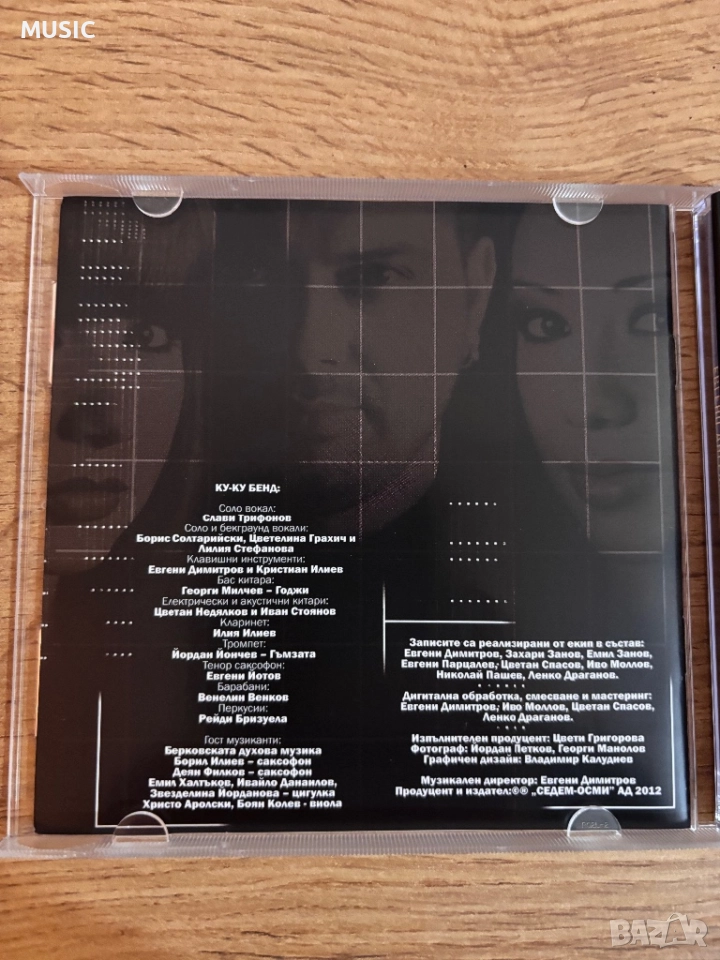 MUSIC
КУ-КУ БЕНД:
Соло вокал:
Слави Трифонов
Соло и бекграунд вокали:
Борис Солтарийски, Цветелина Грахич и
Лилия Стефанова
Клавишни инструменти:
Евгени Димитров и Кристиан Илиев
Бас китара:
Георги Милчев – Годжи
Електрически и акустични китари:
Цветан Недялков и Иван Стоянов
Кларинет:
Илия Илиев
Тромпет:
Йордан Йончев – Гъмзата
Тенор саксофон:
Евгени Йотов
Барабани:
Венелин Венков
Перкусии:
Рейди Бризуела
Гост музиканти:
Берковската духова музика
Борил Илиев – саксофон
Деян Филков – саксофон
Емил Халтъков, Ивайло Данаилов,
Звезделина Йорданова – цигулка
Христо Аролски, Боян Колев - виола
Записите са реализирани от екип в състав:
Евгени Димитров, Захари Занов, Емил Занов,
Евгени Парцалев, Цветан Спасов, Иво Моллов,
Николай Пашев, Ленко Драганов.
Дигитална обработка, смесване и мастеринг:
Евгени Димитров, Иво Моллов, Цветан Спасов,
Ленко Драганов.
Изпълнителен продуцент: Цвети Григорова
Фотограф: Йордан Петков, Георги Манолов
Графичен дизайн: Владимир Калудиев
Музикален директор: Евгени Димитров
Продуцент и издател:©® „СЕДЕМ-ОСМИ" АД 2012
BAZAR